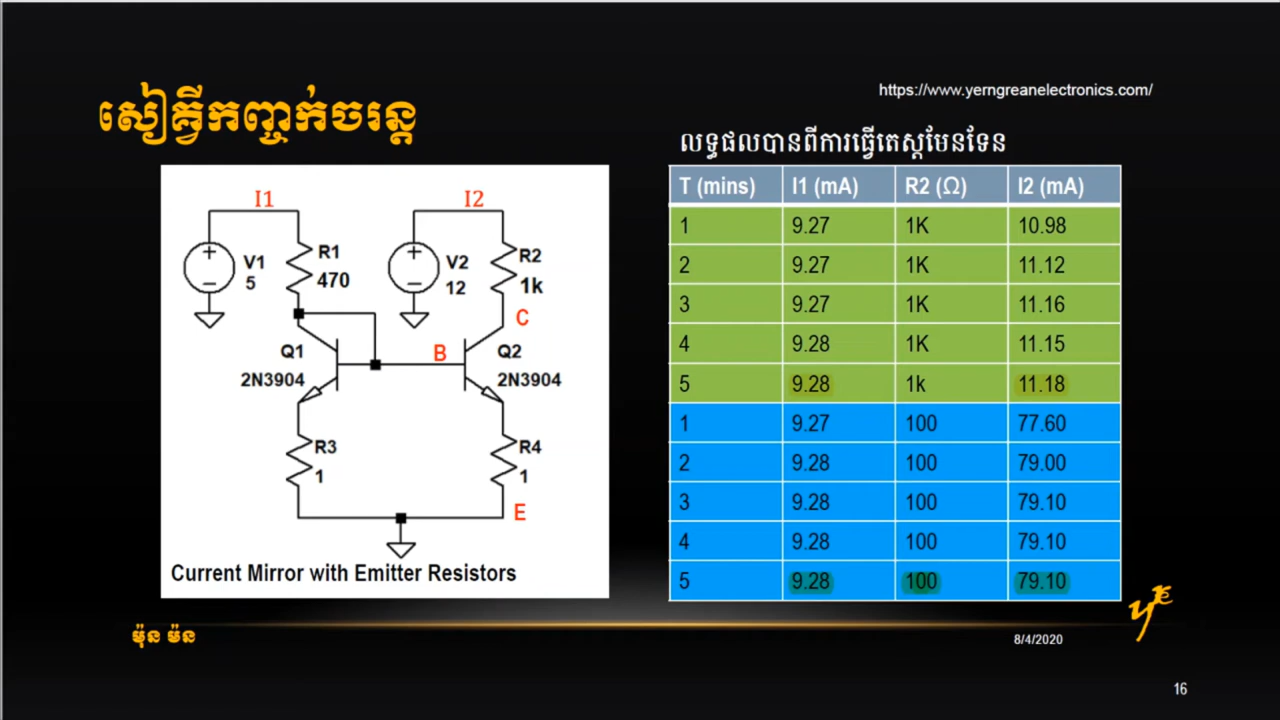 https://www.yerngreanelectronics.com/
សៀគ្វីកញ្ចក់ចរន្ត
លទ្ធផលបានពីការធ្វើតេស្តមែនទែន
I1
I2
V1
5
R1
470
V2
12
R2
1k
C
B
Q1
2N3904
Q2
2N3904
R3
1
R4
1
E
Current Mirror with Emitter Resistors
T (mins) I1 (mA) R2 (Ω) I2 (mA)
1 9.27 1K 10.98
2 9.27 1K 11.12
3 9.27 1K 11.16
4 9.28 1K 11.15
5 9.28 1k 11.18
1 9.27 100 77.60
2 9.28 100 79.00
3 9.28 100 79.10
4 9.28 100 79.10
5 9.28 100 79.10
ម៉ុន ម៉ន
8/4/2020
16